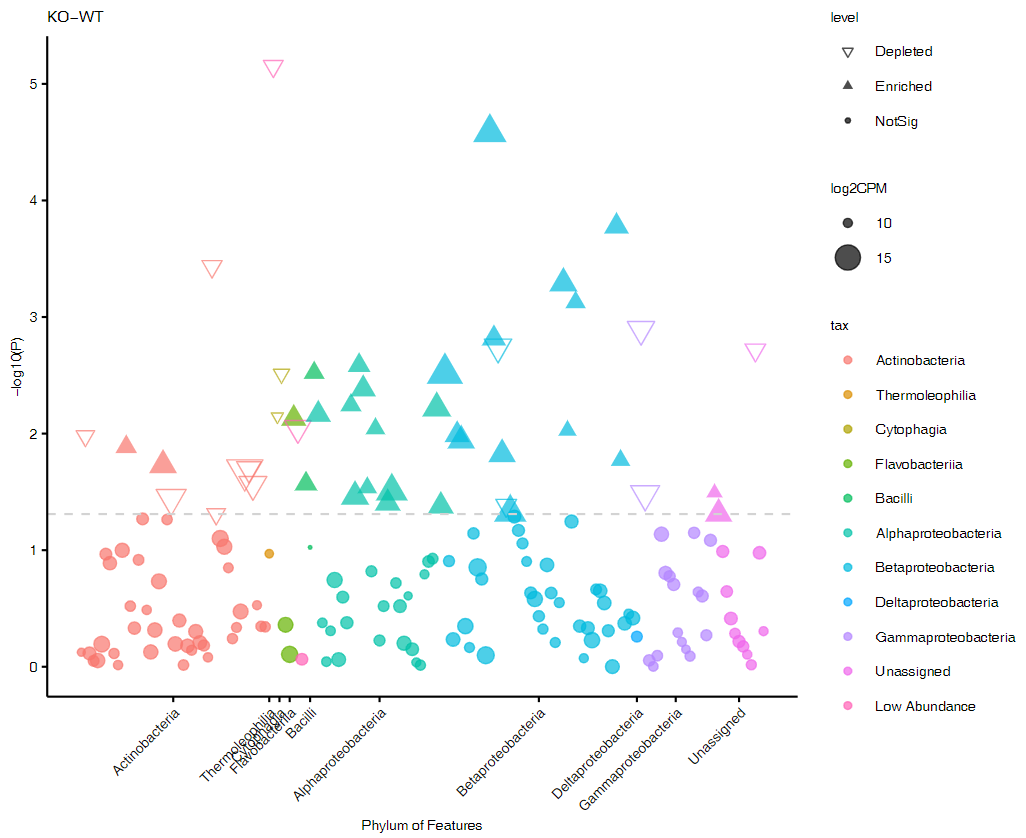 KO−WT
−log10(P)
5
4
3
2
1
0
Actinobacteria
Thermoleophilia
Cytophagia
Flavobacteriia
Bacilli
Alphaproteobacteria
Betaproteobacteria
Deltaproteobacteria
Gammaproteobacteria
Unassigned
Phylum of Features
level
Depleted
Enriched
NotSig
log2CPM
10
15
tax
Actinobacteria
Thermoleophilia
Cytophagia
Flavobacteriia
Bacilli
Alphaproteobacteria
Betaproteobacteria
Deltaproteobacteria
Gammaproteobacteria
Unassigned
Low Abundance